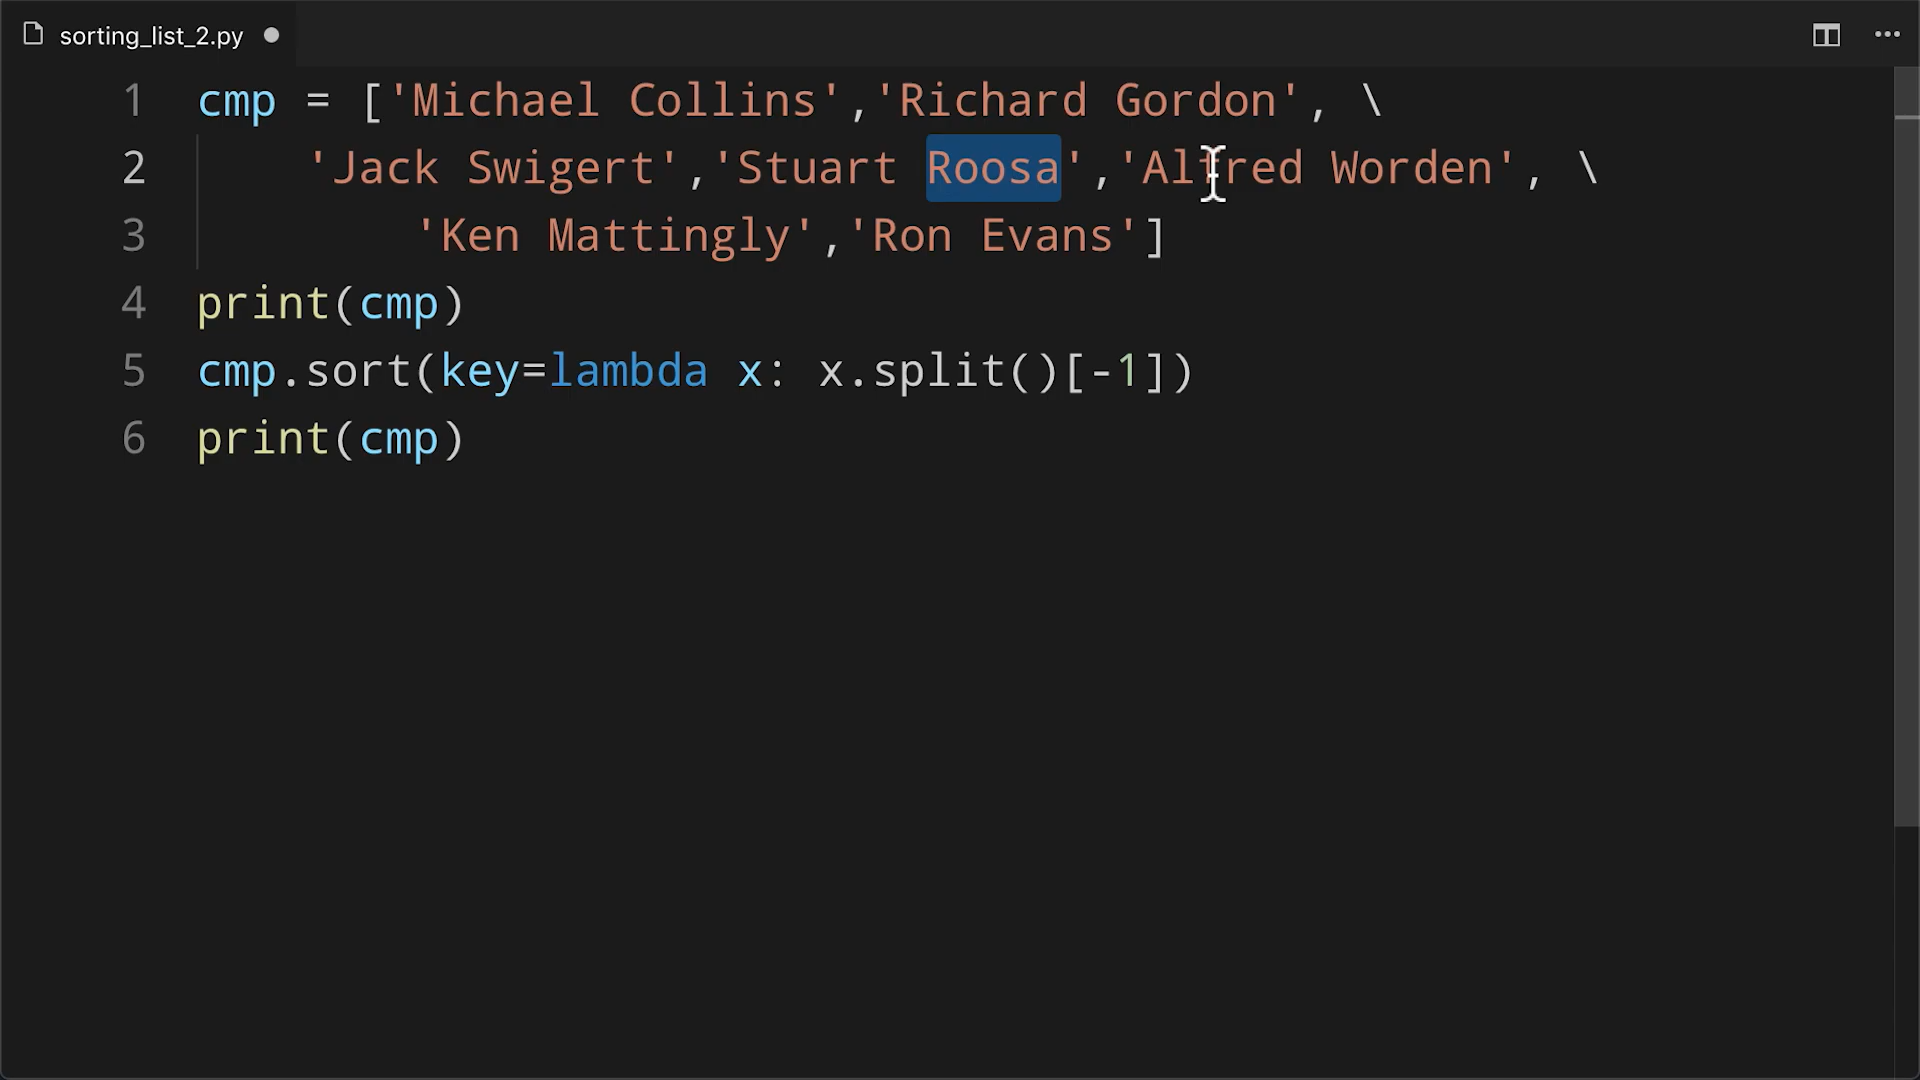 sorting_list_2.py
1 cmp = ['Michael Collins','Richard Gordon', \
2 'Jack Swigert','Stuart Roosa','Alfred Worden', \
3 'Ken Mattingly','Ron Evans']
4 print(cmp)
5 cmp.sort(key=lambda x: x.split()[-1])
6 print(cmp)